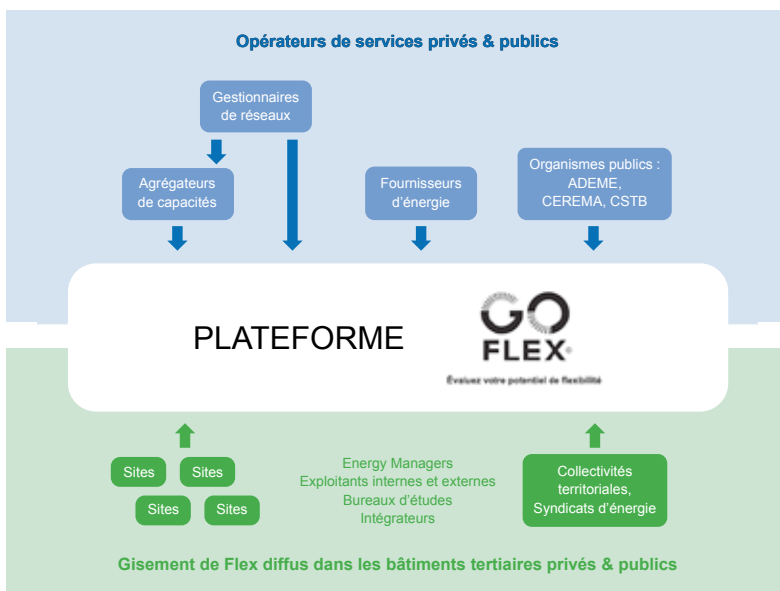 Opérateurs de services privés & publics
Gestionnaires
de réseaux
Agrégateurs
de capacités
Fournisseurs
d'énergie
Organismes publics :
ADEME,
CEREMA, CSTB
PLATEFORME
GO
FLEX
Évaluez votre potentiel de flexibilité
Sites
Sites
Sites
Sites
Energy Managers
Exploitants internes et externes
Bureaux d'études
Intégrateurs
Collectivités
territoriales,
Syndicats d'énergie
Gisement de Flex diffus dans les bâtiments tertiaires privés & publics